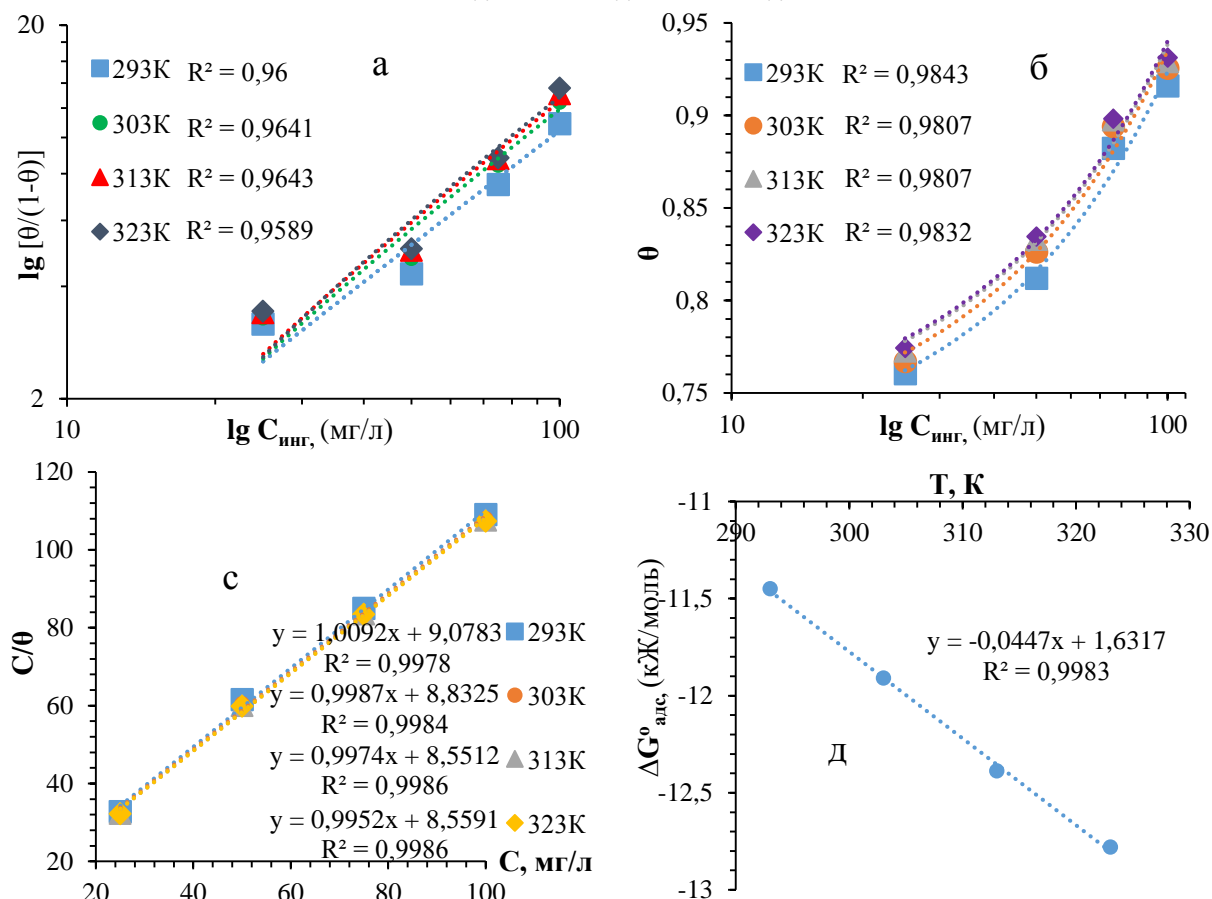 20
2
10
100
lg [θ/(1-θ)]
lg Cинг, (мг/л)
а
293K R² = 0,96
303K R² = 0,9641
313K R² = 0,9643
323K R² = 0,9589
0,95
0,9
0,85
0,8
0,75
10
100
θ
lg Cинг, (мг/л)
б
293K R² = 0,9843
303K R² = 0,9807
313K R² = 0,9807
323K R² = 0,9832
120
100
80
60
40
20
20
40
60
80
100
C/θ
С, мг/л
с
y = 1,0092x + 9,0783
R² = 0,9978
y = 0,9987x + 8,8325
R² = 0,9984
y = 0,9974x + 8,5512
R² = 0,9986
y = 0,9952x + 8,5591
R² = 0,9986
293K
303K
313K
323K
Т, К
290
300
310
320
330
-11
-11,5
-12
-12,5
-13
ΔGºадс, (кЖ/моль)
y = -0,0447x + 1,6317
R² = 0,9983
Д